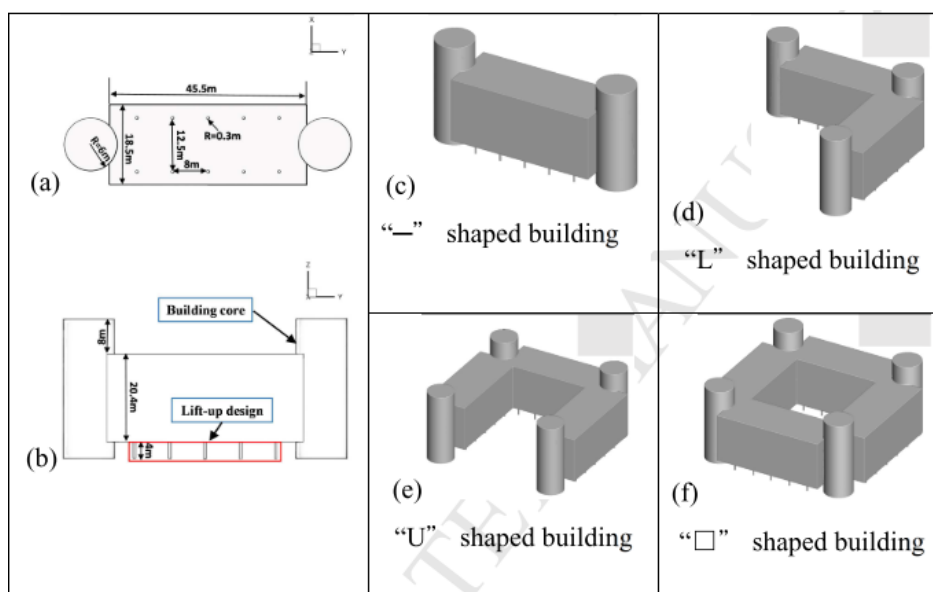 X
Y
45.5m
18.5m
12.5m
R=0.3m
8m
R=6m
(a)
Z
Y
Building core
8m
20.4m
Lift-up design
4m
(b)
(c)
“—” shaped building
(d)
“L” shaped building
(e)
“U” shaped building
(f)
“□” shaped building